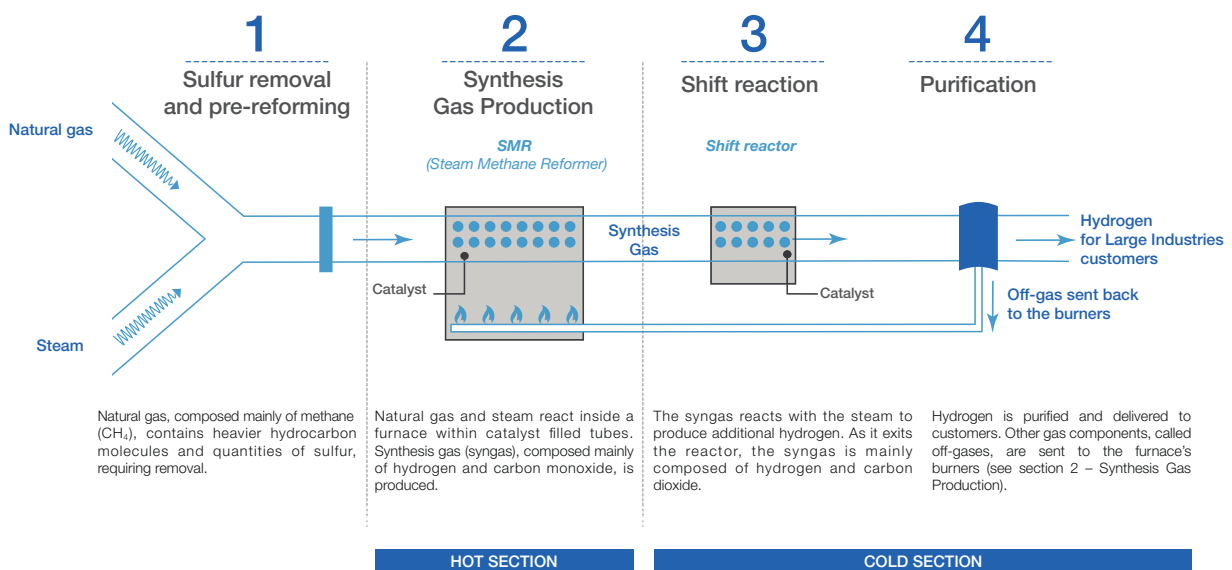 1
Sulfur removal
and pre-reforming
2
Synthesis
Gas Production
3
Shift reaction
4
Purification
SMR
(Steam Methane Reformer)
Shift reactor
Natural gas
Steam
Catalyst
Synthesis
Gas
Catalyst
Hydrogen
for Large Industries
customers
Off-gas sent back
to the burners
Natural gas, composed mainly of methane
(CH₄), contains heavier hydrocarbon
molecules and quantities of sulfur,
requiring removal.
Natural gas and steam react inside a
furnace within catalyst filled tubes.
Synthesis gas (syngas), composed mainly
of hydrogen and carbon monoxide, is
produced.
The syngas reacts with the steam to
produce additional hydrogen. As it exits
the reactor, the syngas is mainly
composed of hydrogen and carbon
dioxide.
Hydrogen is purified and delivered to
customers. Other gas components, called
off-gases, are sent to the furnace's
burners (see section 2 – Synthesis Gas
Production).
HOT SECTION
COLD SECTION